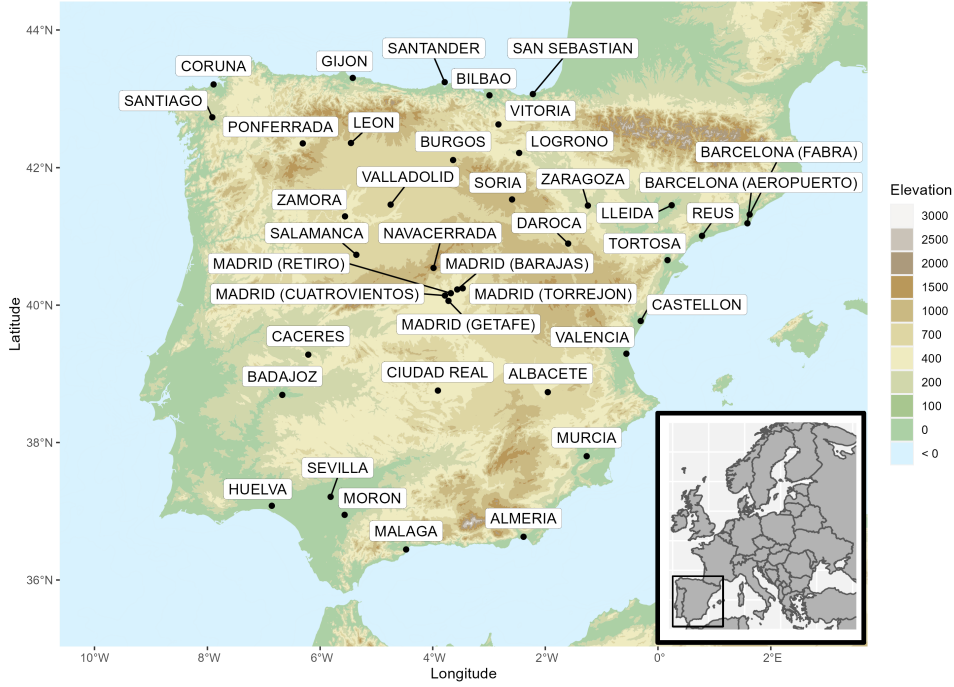 44°N
42°N
40°N
38°N
36°N
Latitude
SANTANDER
SAN SEBASTIAN
CORUNA
GIJON
BILBAO
SANTIAGO
VITORIA
PONFERRADA
LEON
BURGOS
LOGRONO
BARCELONA (FABRA)
VALLADOLID
SORIA
ZARAGOZA
BARCELONA (AEROPUERTO)
ZAMORA
LLEIDA
REUS
DAROCA
SALAMANCA
NAVACERRADA
TORTOSA
MADRID (RETIRO)
MADRID (BARAJAS)
MADRID (CUATROVIENTOS)
MADRID (TORREJON)
CASTELLON
MADRID (GETAFE)
CACERES
VALENCIA
BADAJOZ
CIUDAD REAL
ALBACETE
MURCIA
SEVILLA
HUELVA
MORON
ALMERIA
MALAGA
10°W
8°W
6°W
4°W
2°W
0°
2°E
Longitude
Elevation
3000
2500
2000
1500
1000
700
400
200
100
0
< 0